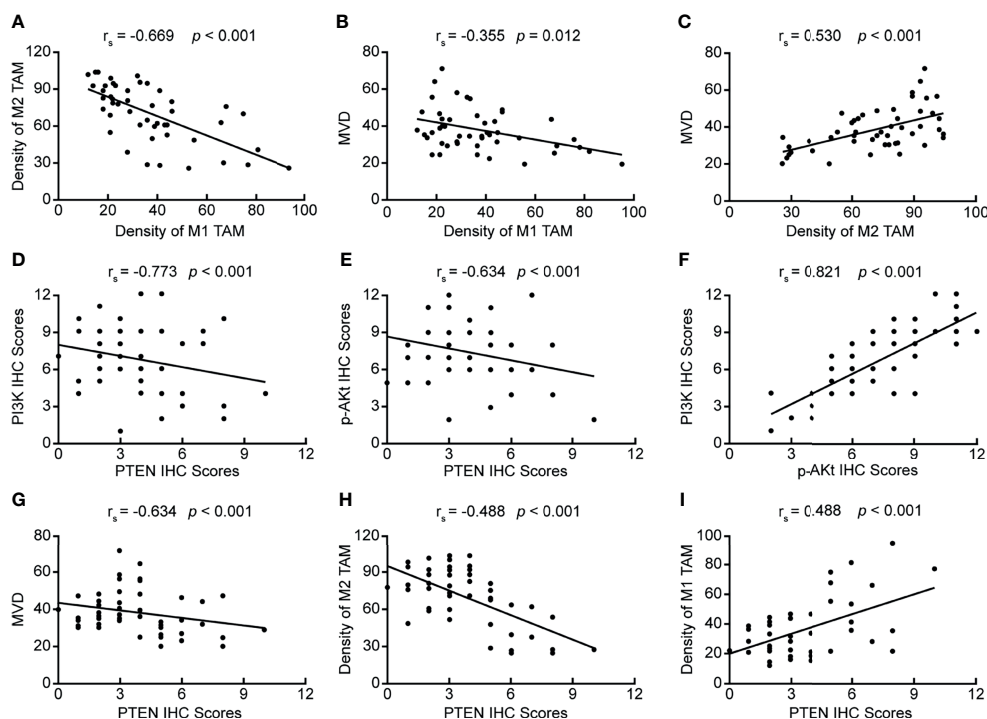 A B C
r_s = -0.669 p < 0.001 r_s = -0.355 p = 0.012 r_s = 0.530 p < 0.001
Density of M2 TAM
120
90
60
30
0
0 20 40 60 80 100
Density of M1 TAM
MVD
80
60
40
20
0
0 20 40 60 80 100
Density of M1 TAM
MVD
80
60
40
20
0
0 30 60 90 100
Density of M2 TAM
D E F
r_s = -0.773 p < 0.001 r_s = -0.634 p < 0.001 r_s = 0.821 p < 0.001
PI3K IHC Scores
12
9
6
3
0
0 3 6 9 12
PTEN IHC Scores
p-AKt IHC Scores
12
9
6
3
0
0 3 6 9 12
PTEN IHC Scores
PI3K IHC Scores
12
9
6
3
0
0 3 6 9 12
p-AKt IHC Scores
G H I
r_s = -0.634 p < 0.001 r_s = -0.488 p < 0.001 r_s = 0.488 p < 0.001
MVD
80
60
40
20
0
0 3 6 9 12
PTEN IHC Scores
Density of M2 TAM
120
90
60
30
0
0 3 6 9 12
PTEN IHC Scores
Density of M1 TAM
100
80
60
40
20
0
0 3 6 9 12
PTEN IHC Scores